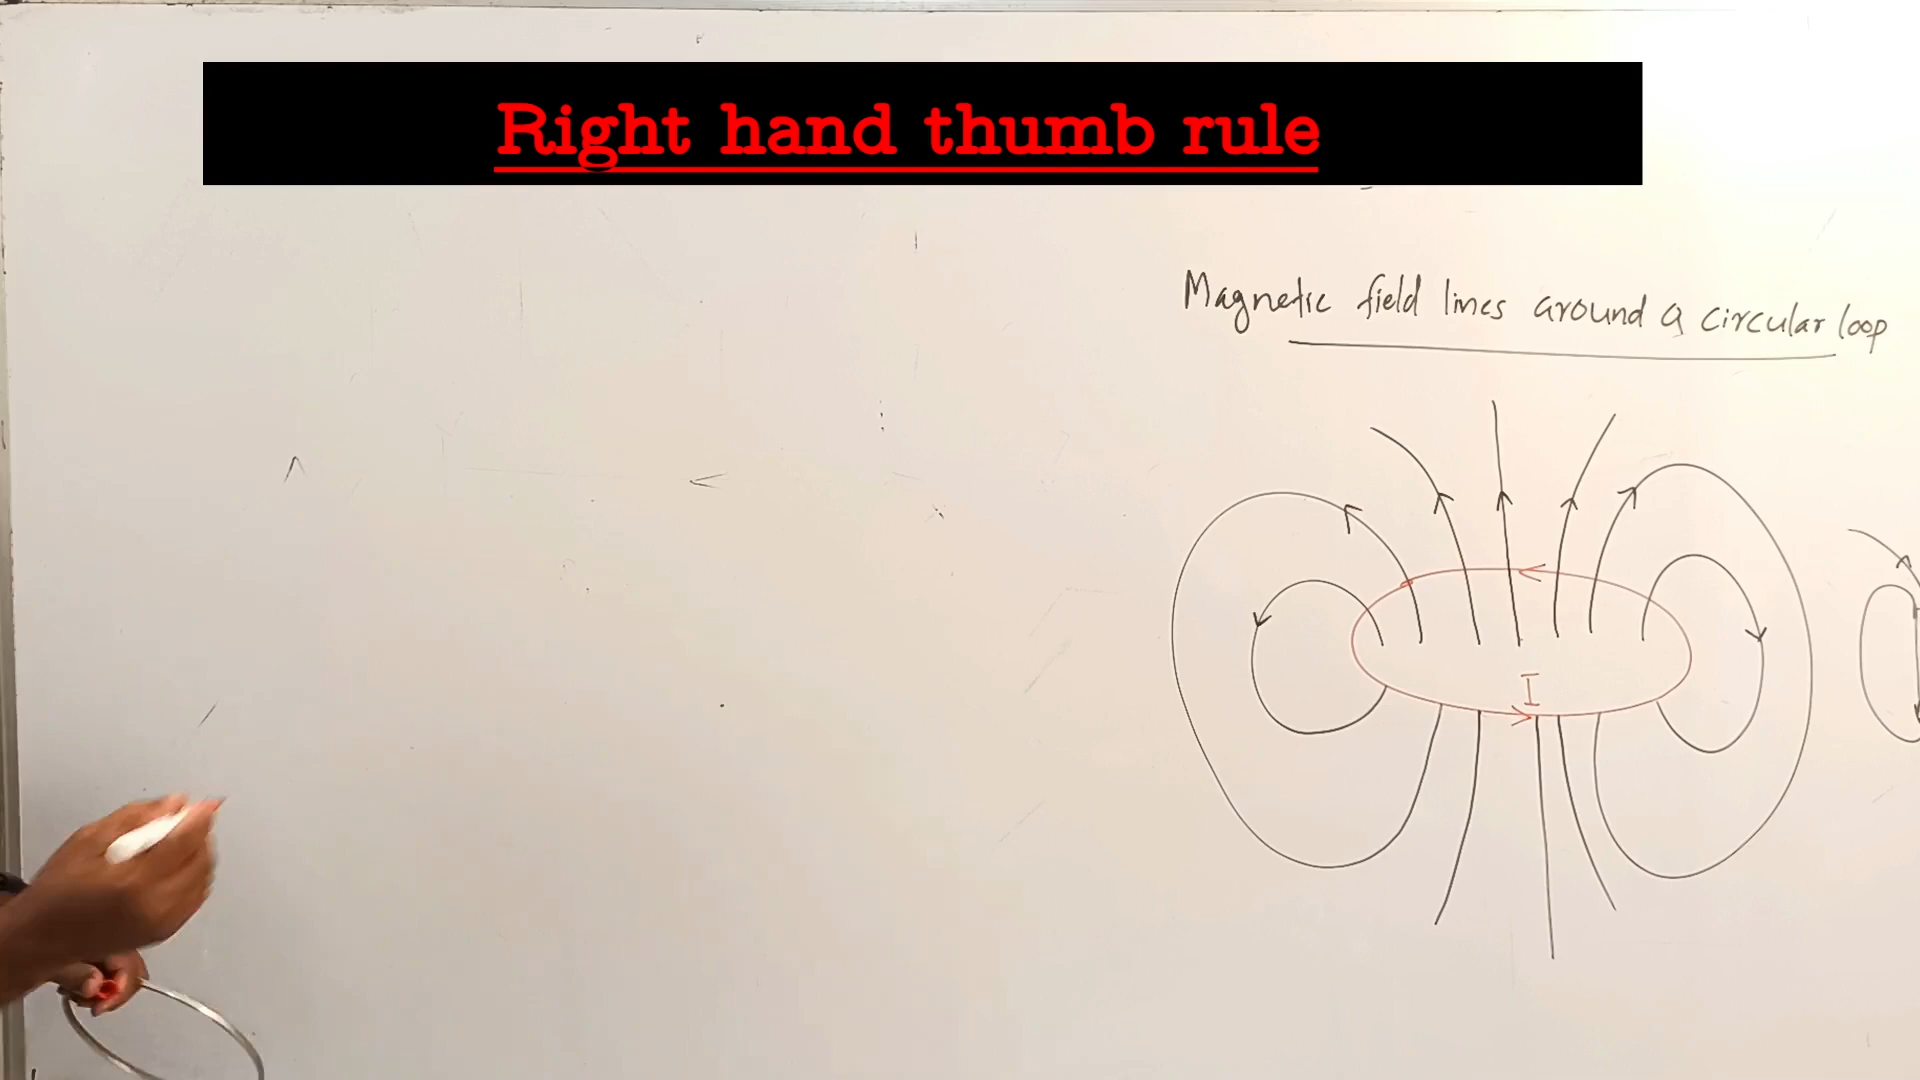 Right hand thumb rule
Magnetic field lines around a circular loop
I